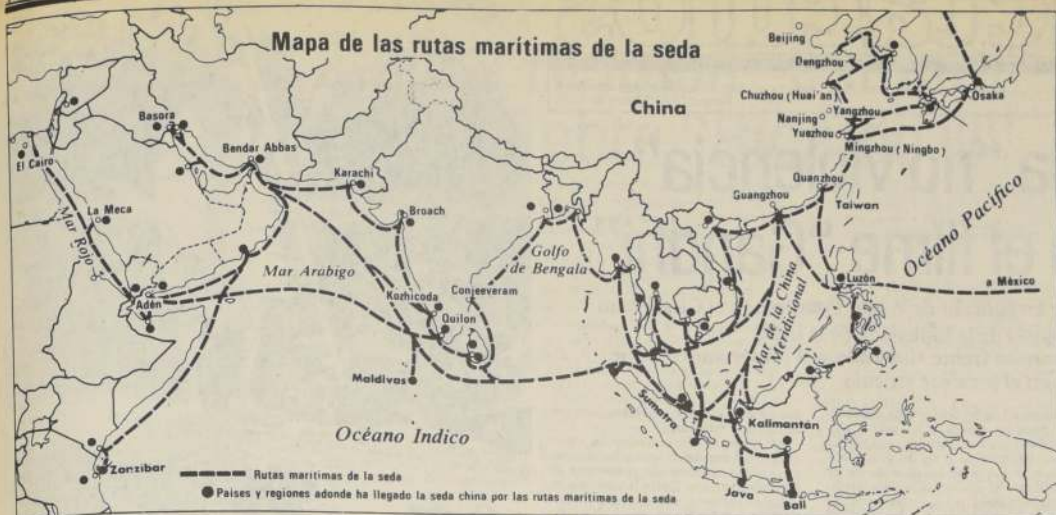 Mapa de las rutas marítimas de la seda
Beijing
Dengzhou
China
Chuzhou (Huai'an)
Yangzhou
Nanjing
Yuezhou
Mingzhou (Ningbo)
Osaka
Basora
El Cairo
Bendar Abbas
Karachi
Broach
La Meca
Mar Rojo
Adén
Mar Arabigo
Golfo
de Bengala
Kozhicoda
Conjeeveram
Quilon
Maldivas
Guangzhou
Quanzhou
Taiwan
Océano Pacífico
Luzón
a México
Mar de la China
Meridicional
Sumatra
Kalimantan
Océano Indico
Zanzibar
Java
Bali
Rutas marítimas de la seda
Países y regiones adonde ha llegado la seda china por las rutas marítimas de la seda